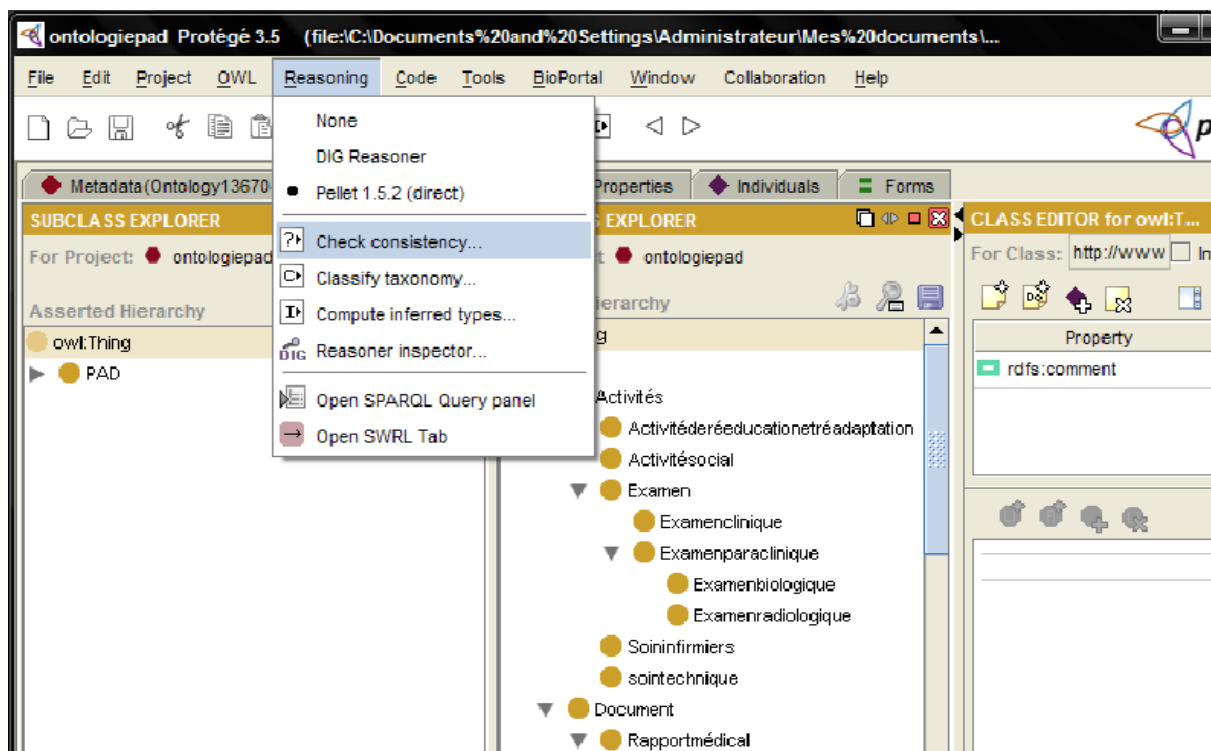 ontologiepad Protégé 3.5 (file:\C:\Documents%20and%20Settings\Administrateur\Mes%20documents\...
File Edit Project OWL Reasoning Code Tools BioPortal Window Collaboration Help
None
DIG Reasoner
Pellet 1.5.2 (direct)
Check consistency...
Classify taxonomy...
Compute inferred types...
DIG Reasoner inspector...
Open SPARQL Query panel
Open SWRL Tab
p
Metadata(Ontology13670 Properties Individuals Forms
SUBCLASS EXPLORER
For Project: ontologiepad
Asserted Hierarchy
owl:Thing
PAD
EXPLORER
ontologiepad
ierarchy
g
Activités
Activitéderéeducationetréadaptation
Activitésocial
Examen
Examenclinique
Examenparaclinique
Examenbiologique
Examenradiologique
Soininfirmiers
sointechnique
Document
Rapportmédical
CLASS EDITOR for owl:T...
For Class: http://www In
Property
rdfs:comment